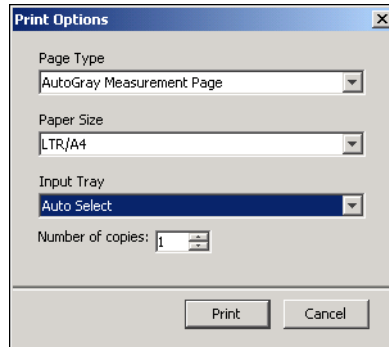 Print Options
Page Type
AutoGray Measurement Page
Paper Size
LTR/A4
Input Tray
Auto Select
Number of copies: 1
Print Cancel